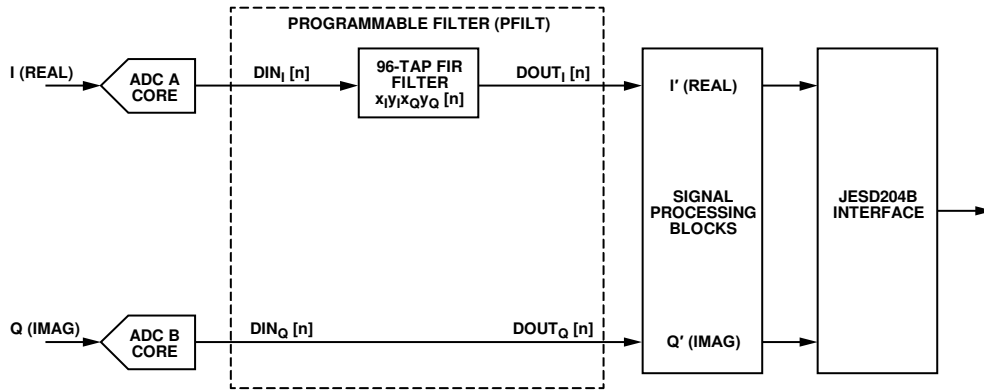 PROGRAMMABLE FILTER (PFILT)
I (REAL)
ADC A
CORE
DINI [n]
96-TAP FIR
FILTER
xIyIxQyQ [n]
DOUTI [n]
I′ (REAL)
SIGNAL
PROCESSING
BLOCKS
JESD204B
INTERFACE
Q (IMAG)
ADC B
CORE
DINQ [n]
DOUTQ [n]
Q′ (IMAG)